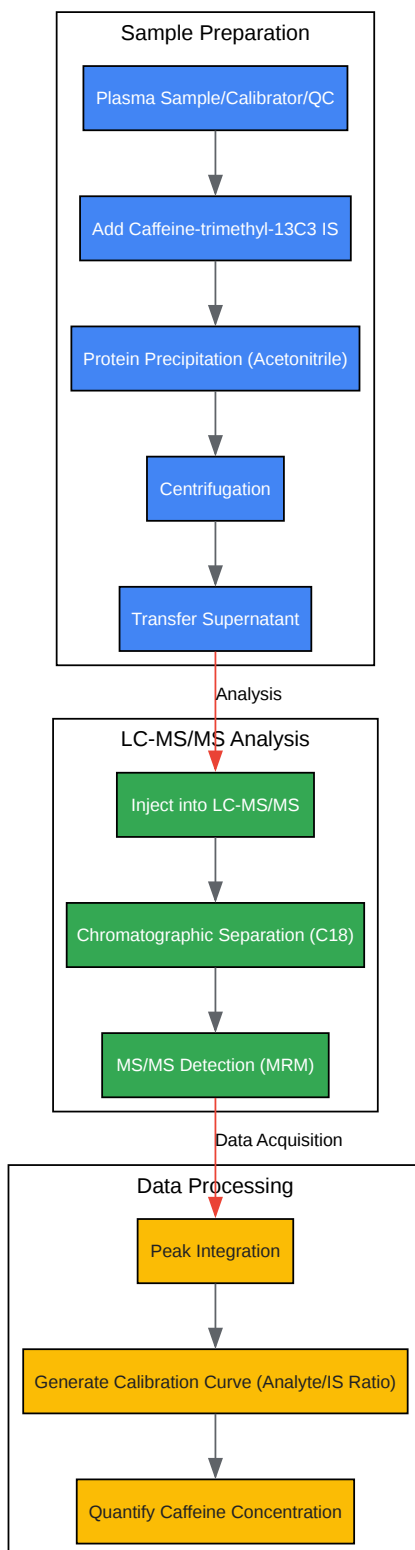 Sample Preparation
Plasma Sample/Calibrator/QC
Add Caffeine-trimethyl-13C3 IS
Protein Precipitation (Acetonitrile)
Centrifugation
Transfer Supernatant
Analysis
LC-MS/MS Analysis
Inject into LC-MS/MS
Chromatographic Separation (C18)
MS/MS Detection (MRM)
Data Acquisition
Data Processing
Peak Integration
Generate Calibration Curve (Analyte/IS Ratio)
Quantify Caffeine Concentration